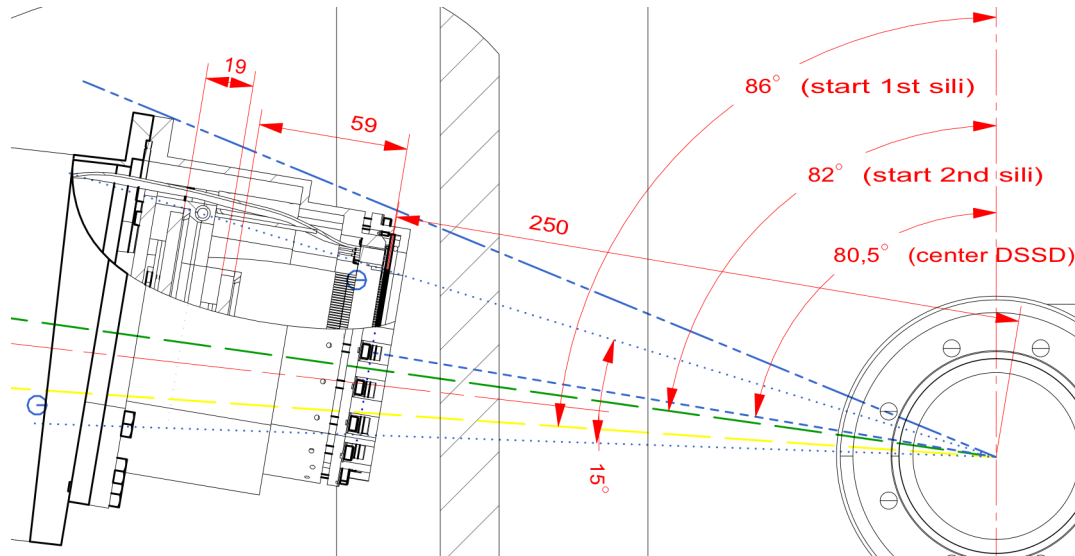 19
59
86° (start 1st sili)
82° (start 2nd sili)
250
80,5° (center DSSD)
15°